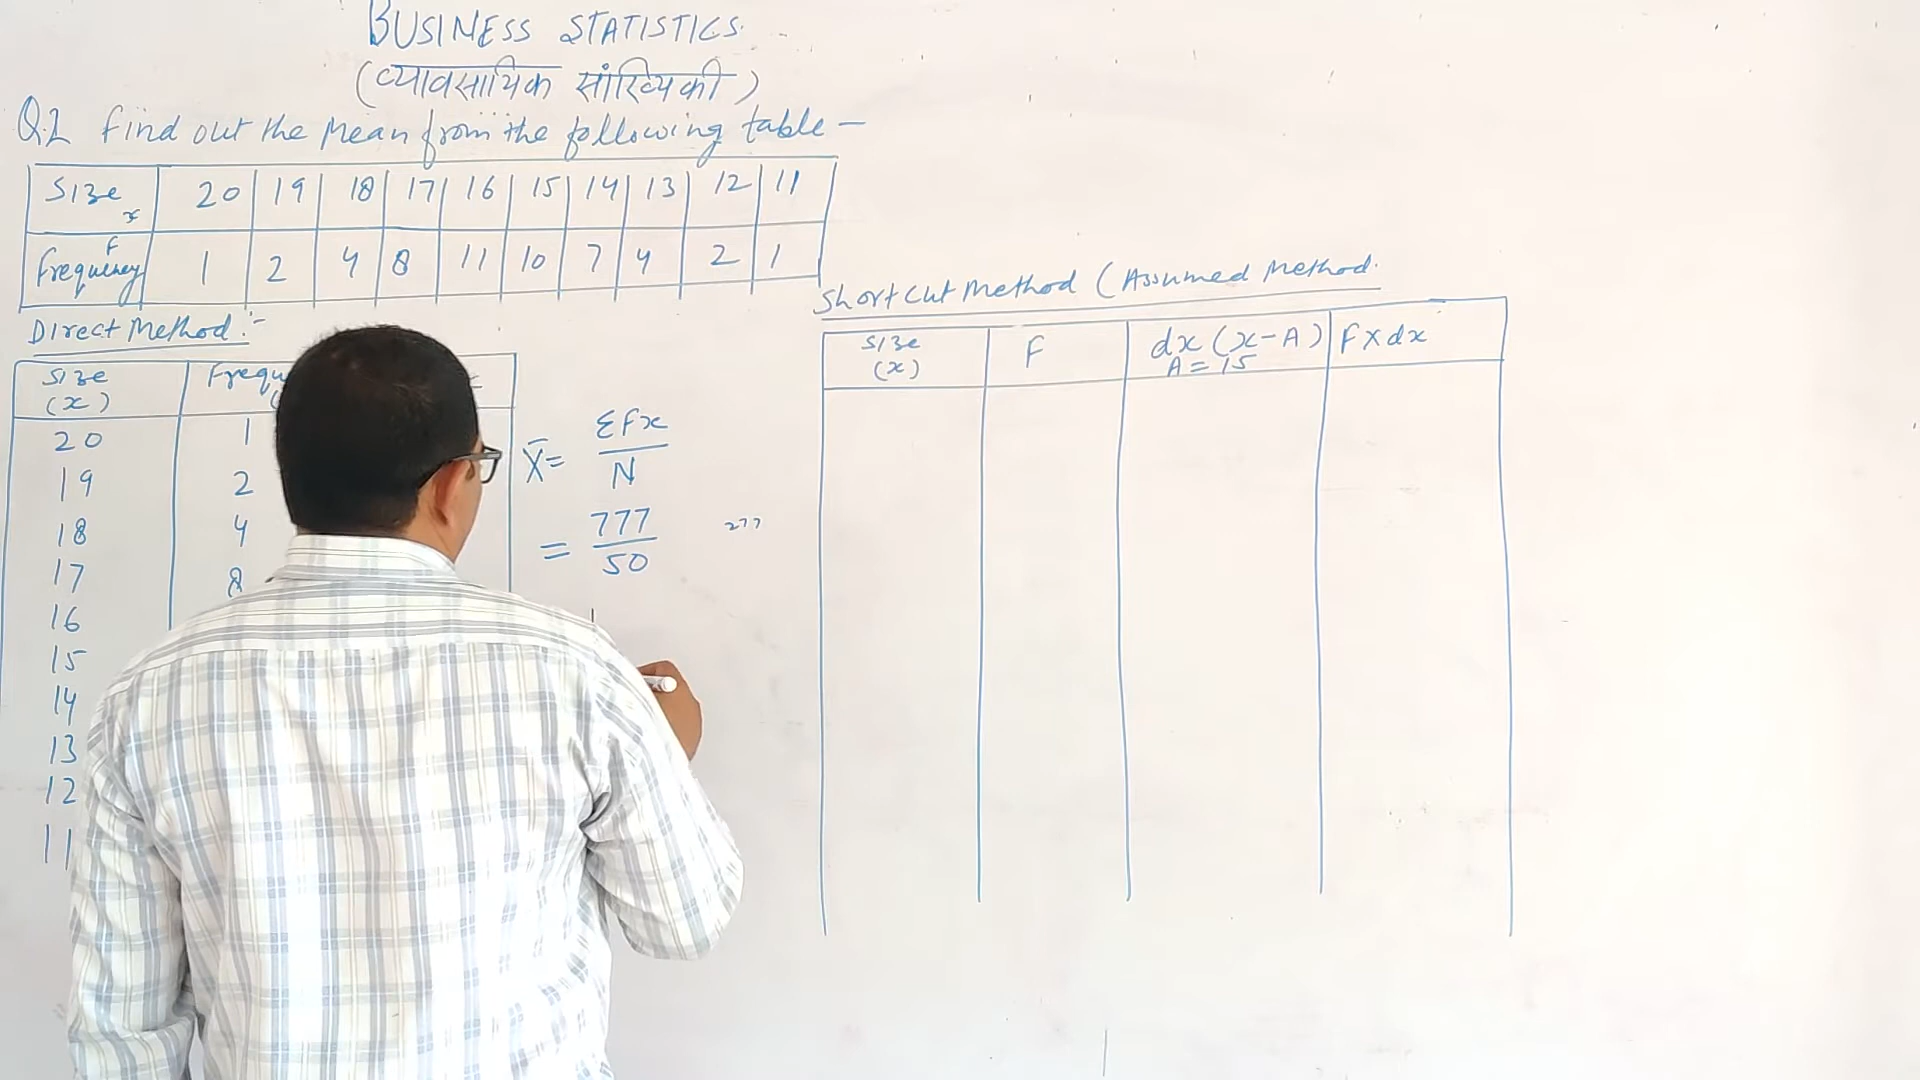 BUSINESS STATISTICS
(व्यावसायिक सांख्यिकी)
Q.2 Find out the Mean from the following table -
Size x 20 19 18 17 16 15 14 13 12 11
Frequency F 1 2 4 8 11 10 7 4 2 1
Direct Method :-
Size (x)
20 1
19 2
18 4
17 8
16
15
14
13
12
11
X̄ = ΣFx / N
= 777 / 50
277
Short cut Method (Assumed Method.
Size (x) F dx (x-A) A = 15 F x dx